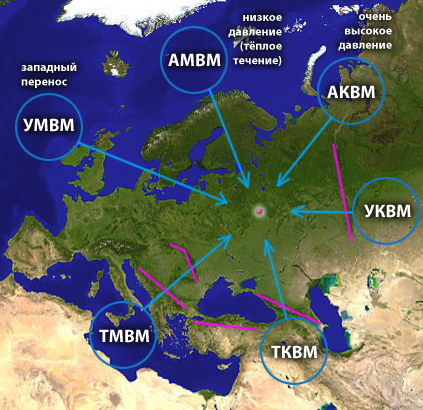 низкое
давление
(тёплое
течение)
очень
высокое
давление
западный
перенос
АМВМ
АКВМ
УМВМ
УКВМ
ТМВМ
ТКВМ